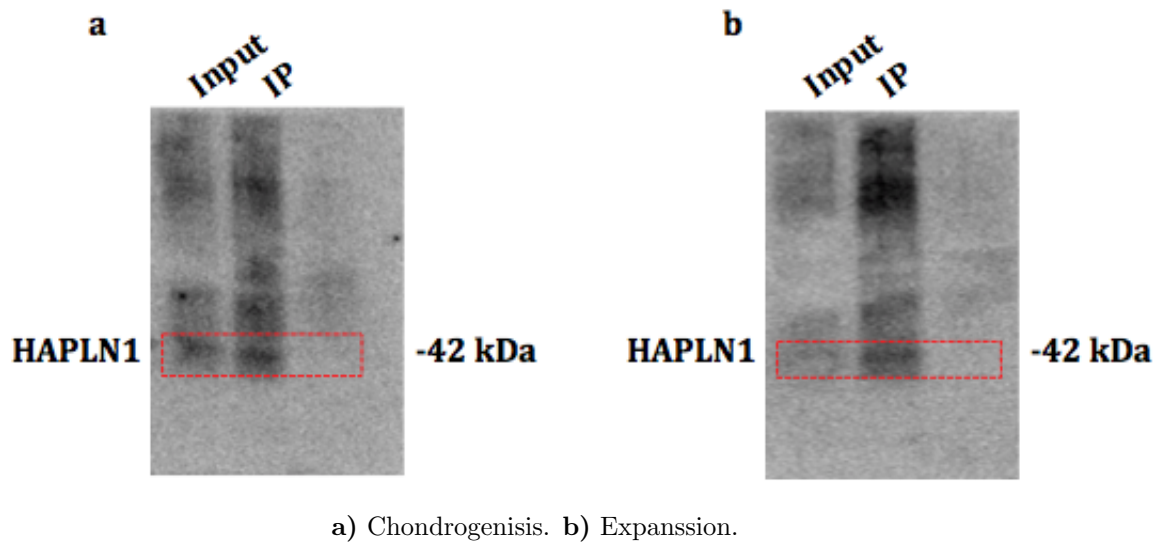 a
Input
IP
HAPLN1
-42 kDa
b
Input
IP
HAPLN1
-42 kDa
a) Chondrogenisis. b) Expanssion.